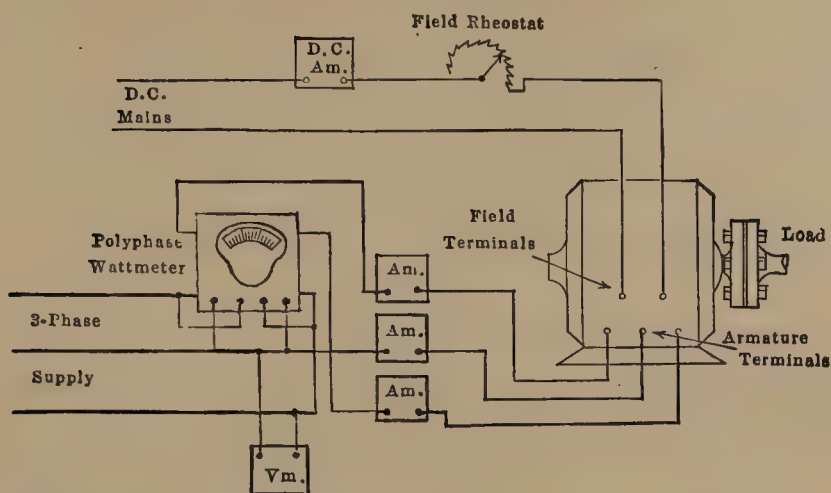 Field Rheostat
D. C.
Am.
D.C.
Mains
Field
Terminals
Load
Polyphase
Wattmeter
Am.
3-Phase
Am.
Armature
Terminals
Supply
Am.
Vm.